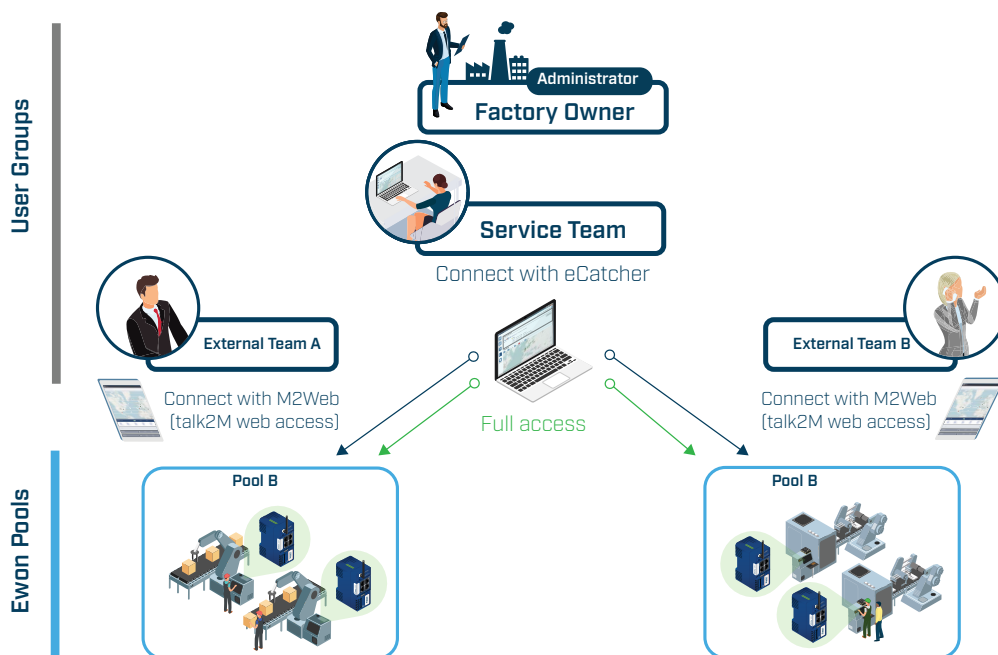 User Groups
Administrator
Factory Owner
Service Team
Connect with eCatcher
External Team A
External Team B
Connect with M2Web
(talk2M web access)
Connect with M2Web
(talk2M web access)
Full access
Ewon Pools
Pool B
Pool B